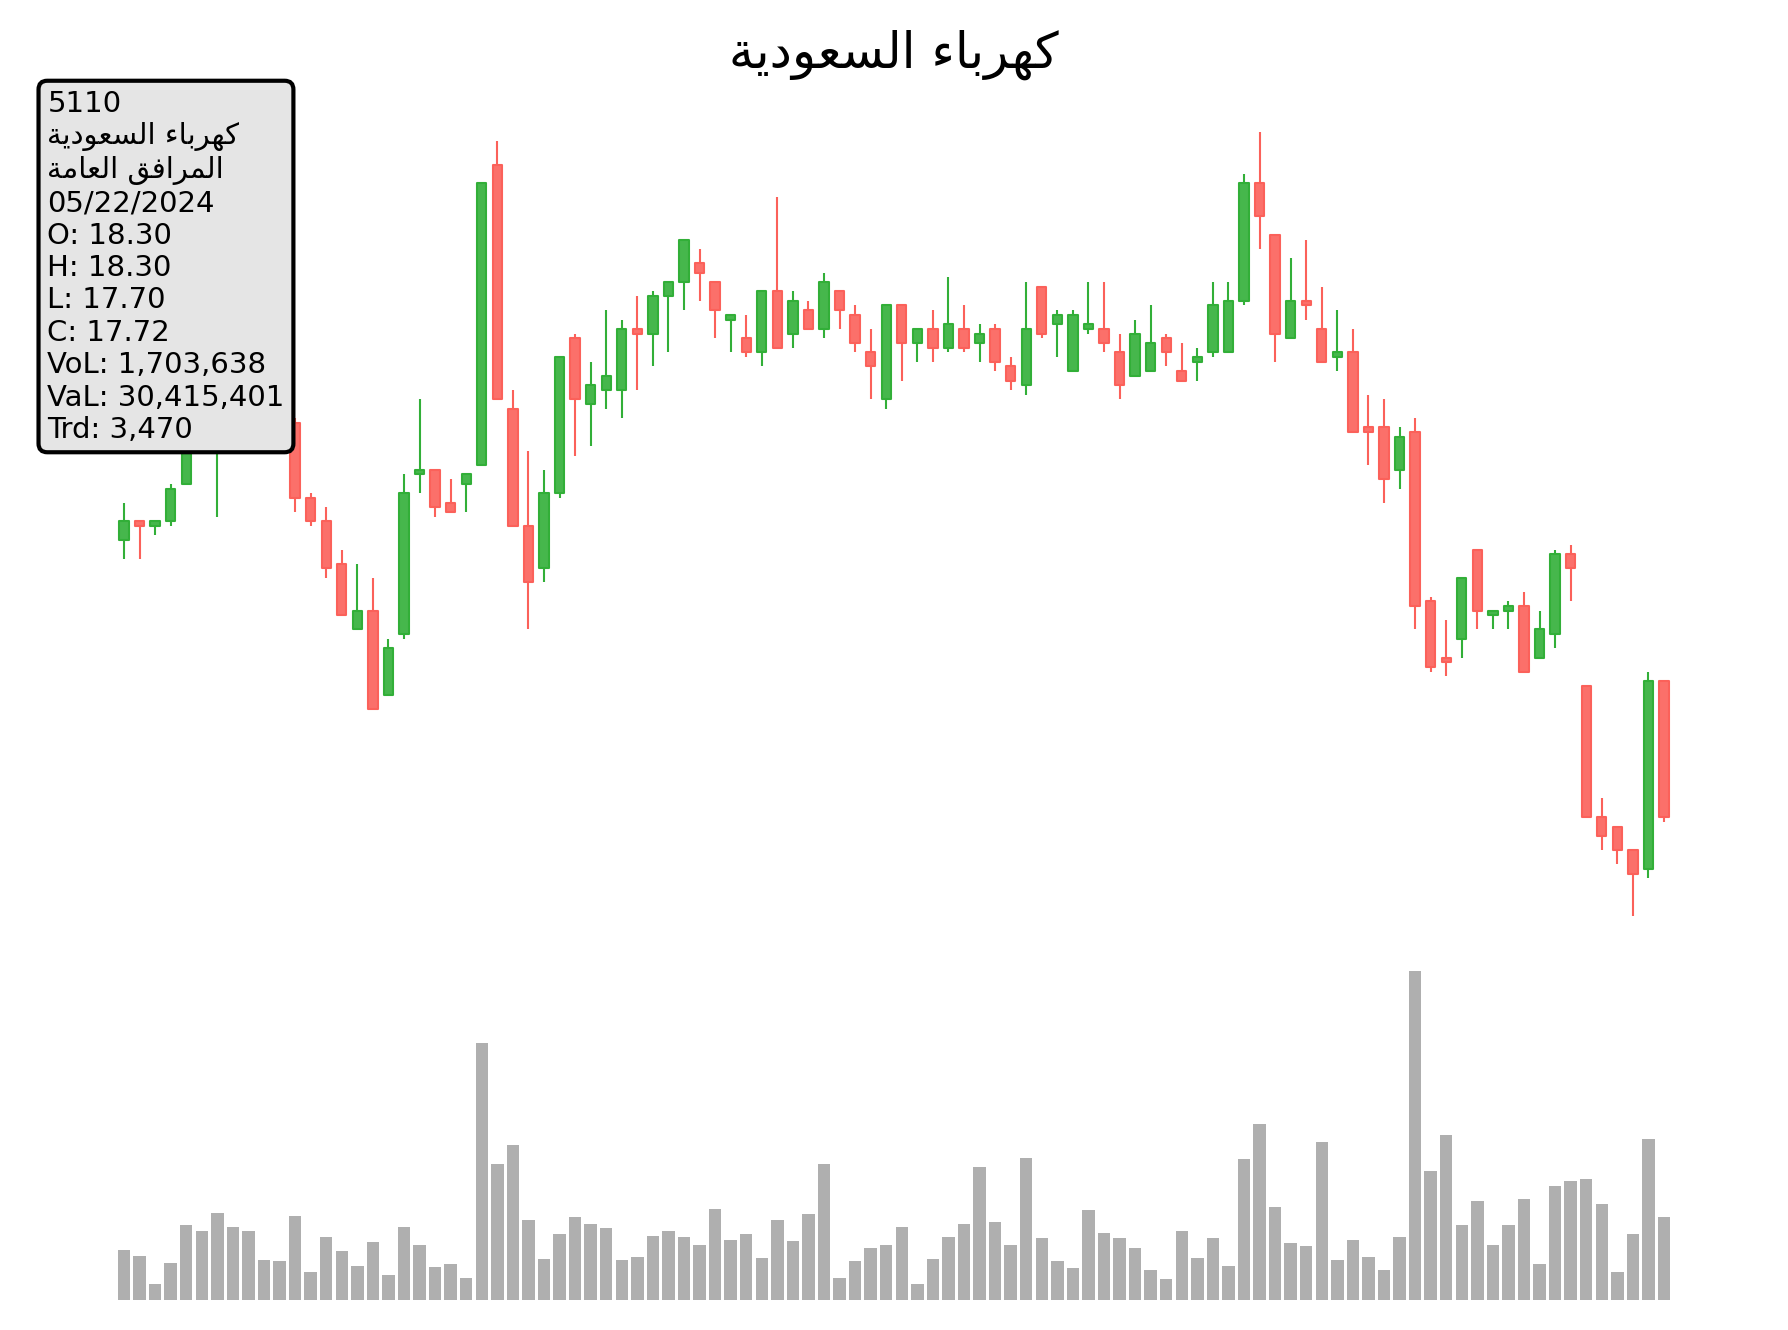 كهرباء السعودية
5110
كهرباء السعودية
المرافق العامة
05/22/2024
O: 18.30
H: 18.30
L: 17.70
C: 17.72
VoL: 1,703,638
VaL: 30,415,401
Trd: 3,470